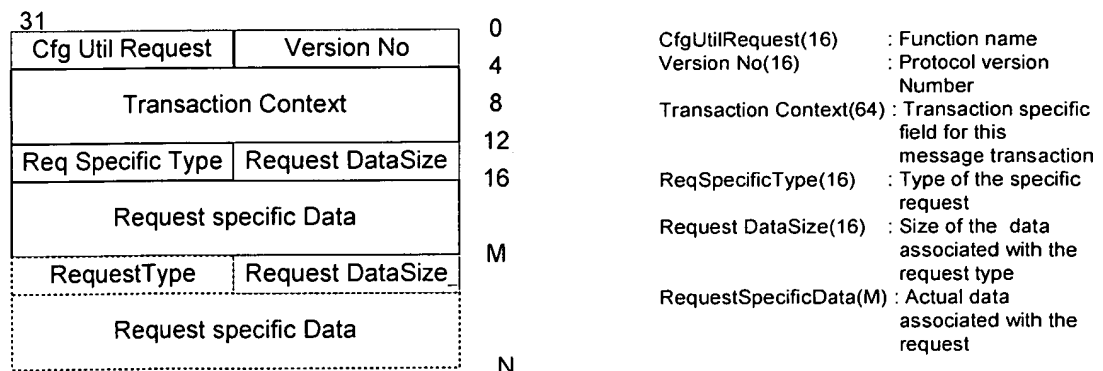 31
0
Cfg Util Request Version No
4
Transaction Context
8
12
Req Specific Type Request DataSize
16
Request specific Data
M
RequestType Request DataSize_
Request specific Data
N
CfgUtilRequest(16) : Function name
Version No(16) : Protocol version
Number
Transaction Context(64) : Transaction specific
field for this
message transaction
ReqSpecificType(16) : Type of the specific
request
Request DataSize(16) : Size of the data
associated with the
request type
RequestSpecificData(M) : Actual data
associated with the
request